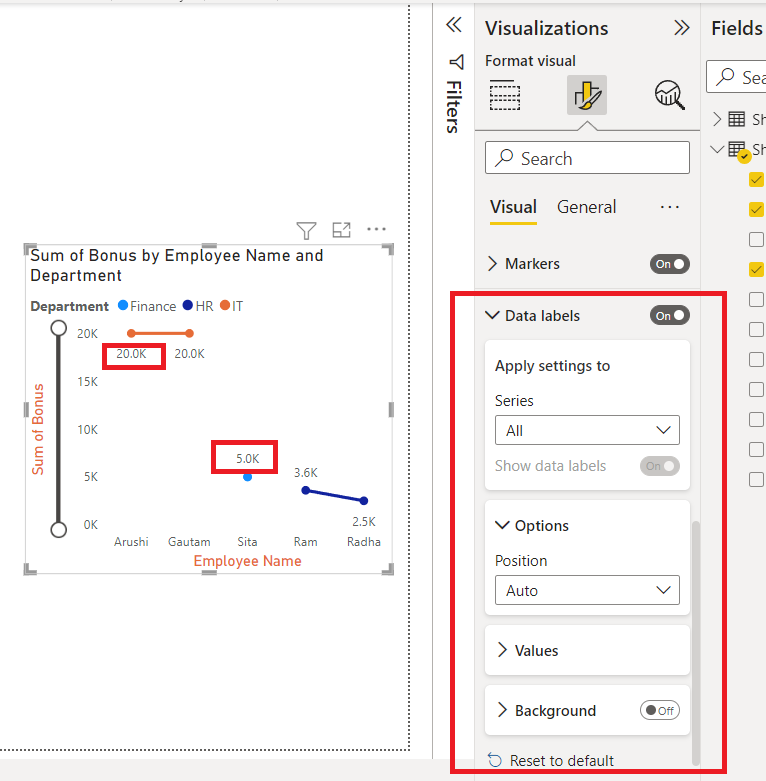 Visualizations
Fields
Format visual
Filters
Search
Visual General
Markers On
Data labels On
Apply settings to
Series
All
Show data labels On
Options
Position
Auto
Values
Background Off
Reset to default
Sum of Bonus by Employee Name and
Department
Department Finance HR IT
Sum of Bonus
20K
15K
10K
5K
0K
20.0K 20.0K
5.0K
3.6K
2.5K
Arushi Gautam Sita Ram Radha
Employee Name